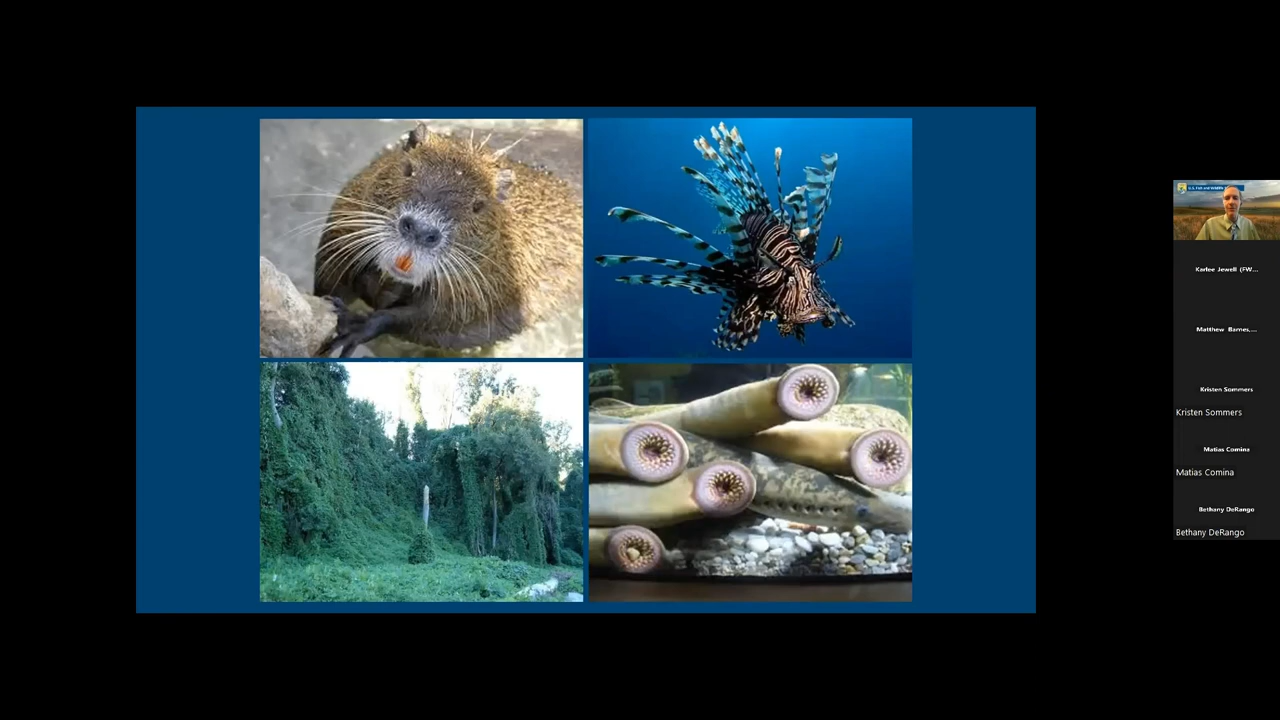 Karlee Jewell (FW...
Matthew Barnes,...
Kristen Sommers
Kristen Sommers
Matias Comina
Matias Comina
Bethany DeRango
Bethany DeRango